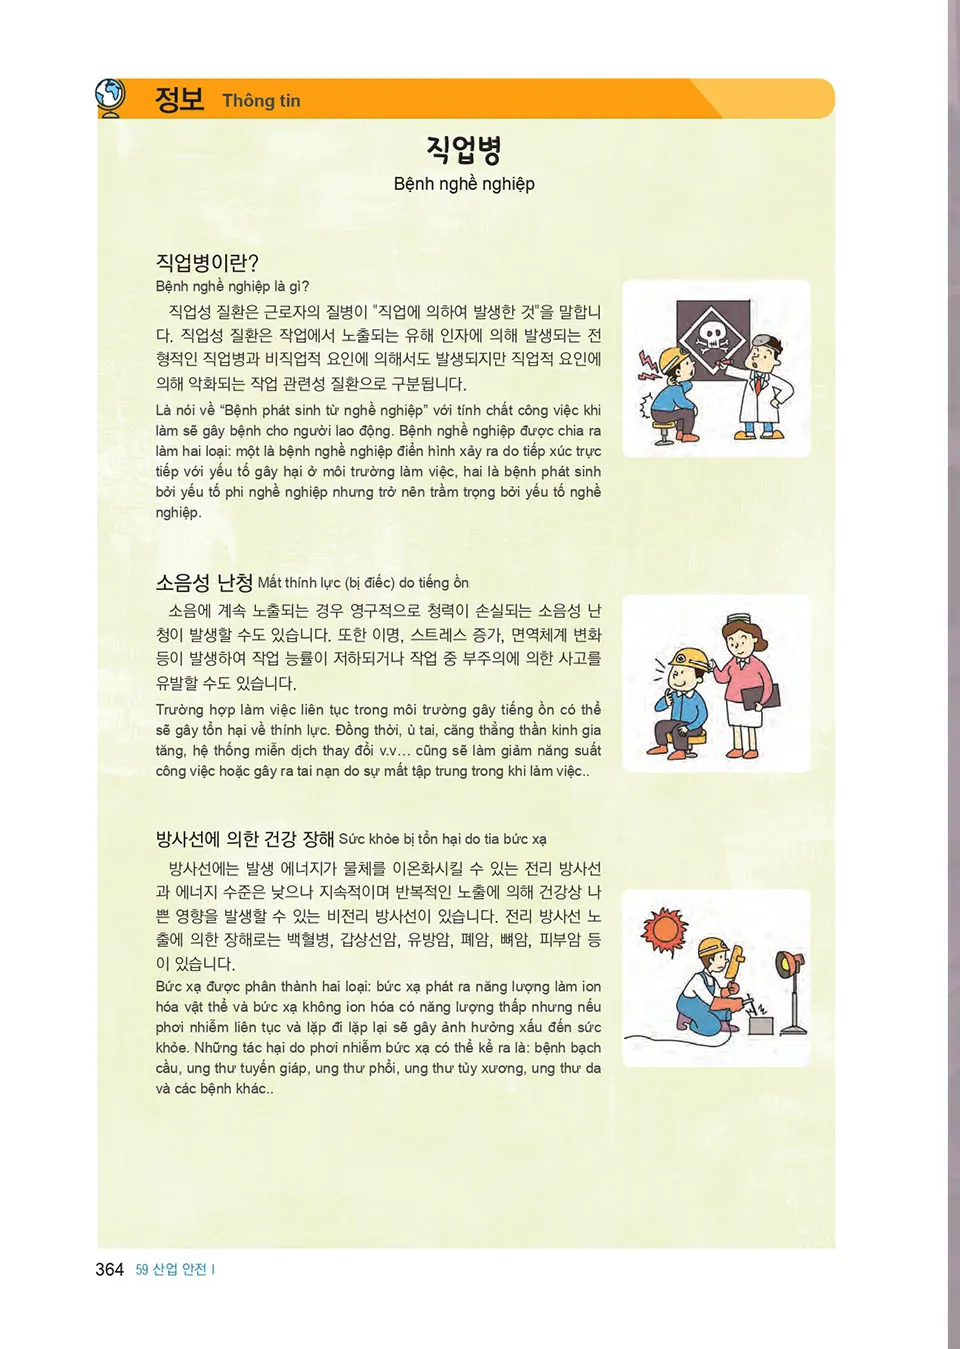 정보 Thông tin
직업병
Bệnh nghề nghiệp
직업병이란?
Bệnh nghề nghiệp là gì?
직업성 질환은 근로자의 질병이 "직업에 의하여 발생한 것"을 말합니
다. 직업성 질환은 작업에서 노출되는 유해 인자에 의해 발생되는 전
형적인 직업병과 비직업적 요인에 의해서도 발생되지만 직업적 요인에
의해 악화되는 작업 관련성 질환으로 구분됩니다.
Là nói về “Bệnh phát sinh từ nghề nghiệp” với tính chất công việc khi
làm sẽ gây bệnh cho người lao động. Bệnh nghề nghiệp được chia ra
làm hai loại: một là bệnh nghề nghiệp điển hình xảy ra do tiếp xúc trực
tiếp với yếu tố gây hại ở môi trường làm việc, hai là bệnh phát sinh
bởi yếu tố phi nghề nghiệp nhưng trở nên trầm trọng bởi yếu tố nghề
nghiệp.
소음성 난청 Mất thính lực (bị điếc) do tiếng ồn
소음에 계속 노출되는 경우 영구적으로 청력이 손실되는 소음성 난
청이 발생할 수도 있습니다. 또한 이명, 스트레스 증가, 면역체계 변화
등이 발생하여 작업 능률이 저하되거나 작업 중 부주의에 의한 사고를
유발할 수도 있습니다.
Trường hợp làm việc liên tục trong môi trường gây tiếng ồn có thể
sẽ gây tổn hại về thính lực. Đồng thời, ù tai, căng thẳng thần kinh gia
tăng, hệ thống miễn dịch thay đổi v.v... cũng sẽ làm giảm năng suất
công việc hoặc gây ra tai nạn do sự mất tập trung trong khi làm việc..
방사선에 의한 건강 장해 Sức khỏe bị tổn hại do tia bức xạ
방사선에는 발생 에너지가 물체를 이온화시킬 수 있는 전리 방사선
과 에너지 수준은 낮으나 지속적이며 반복적인 노출에 의해 건강상 나
쁜 영향을 발생할 수 있는 비전리 방사선이 있습니다. 전리 방사선 노
출에 의한 장해로는 백혈병, 갑상선암, 유방암, 폐암, 뼈암, 피부암 등
이 있습니다.
Bức xạ được phân thành hai loại: bức xạ phát ra năng lượng làm ion
hóa vật thể và bức xạ không ion hóa có năng lượng thấp nhưng nếu
phơi nhiễm liên tục và lặp đi lặp lại sẽ gây ảnh hưởng xấu đến sức
khỏe. Những tác hại do phơi nhiễm bức xạ có thể kể ra là: bệnh bạch
cầu, ung thư tuyến giáp, ung thư phổi, ung thư tủy xương, ung thư da
và các bệnh khác..
364 59 산업 안전 I